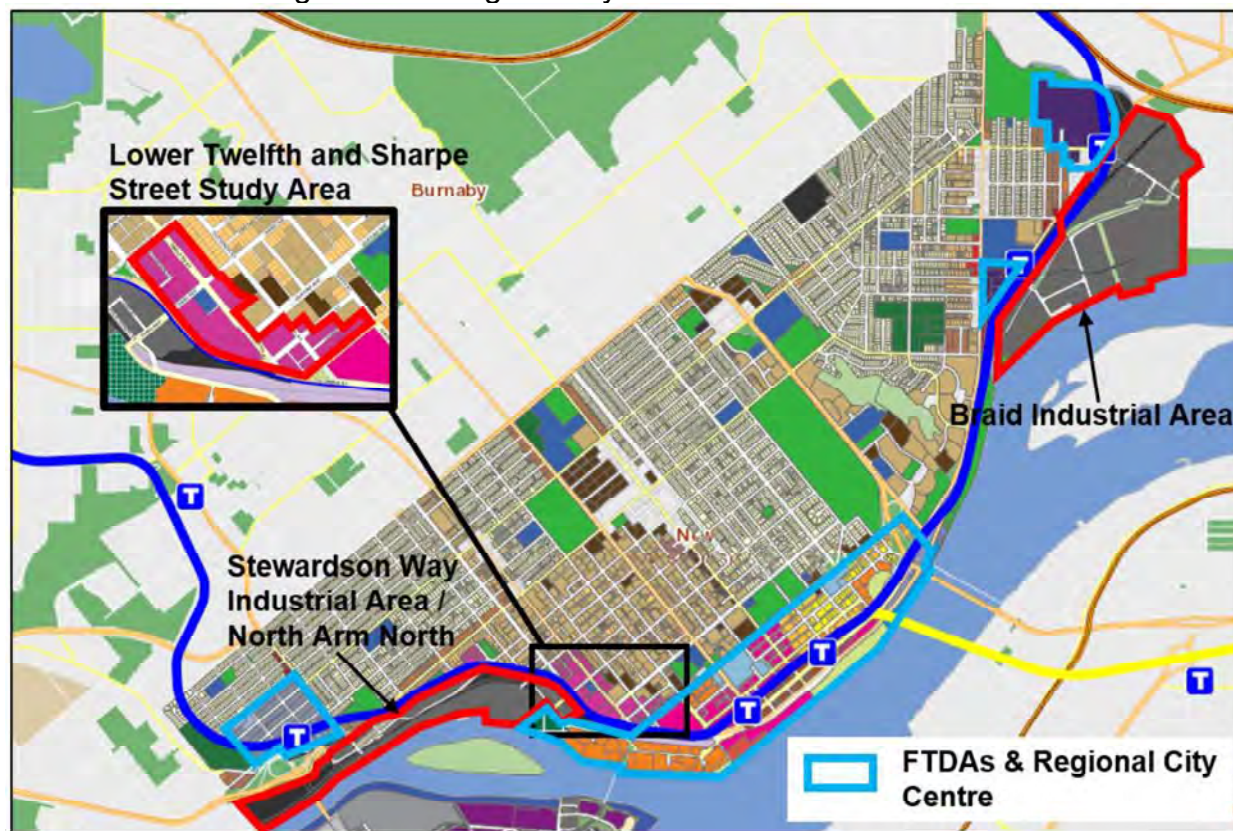 Lower Twelfth and Sharpe
Street Study Area
Burnaby
T
T
Braid Industrial Area
T
New
Stewardson Way
Industrial Area /
North Arm North
T
T
T
T
FTDAs & Regional City
Centre